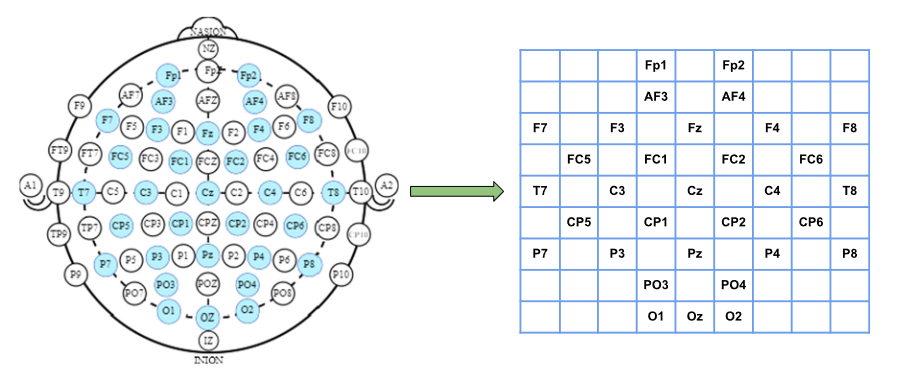 NASION
NZ
Fp1 Fpz Fp2
AF7 AF3 AFZ AF4 AF8
F9 F7 F5 F3 F1 Fz F2 F4 F6 F8 F10
FT9 FT7 FC5 FC3 FC1 FCZ FC2 FC4 FC6 FC8 FC10
A1 T9 T7 C5 C3 C1 Cz C2 C4 C6 T8 T10 A2
TP9 TP7 CP5 CP3 CP1 CPZ CP2 CP4 CP6 CP8 CP10
P9 P7 P5 P3 P1 Pz P2 P4 P6 P8 P10
PO7 PO3 POZ PO4 PO8
O1 OZ O2
IZ
INION
Fp1 Fp2
AF3 AF4
F7 F3 Fz F4 F8
FC5 FC1 FC2 FC6
T7 C3 Cz C4 T8
CP5 CP1 CP2 CP6
P7 P3 Pz P4 P8
PO3 PO4
O1 Oz O2